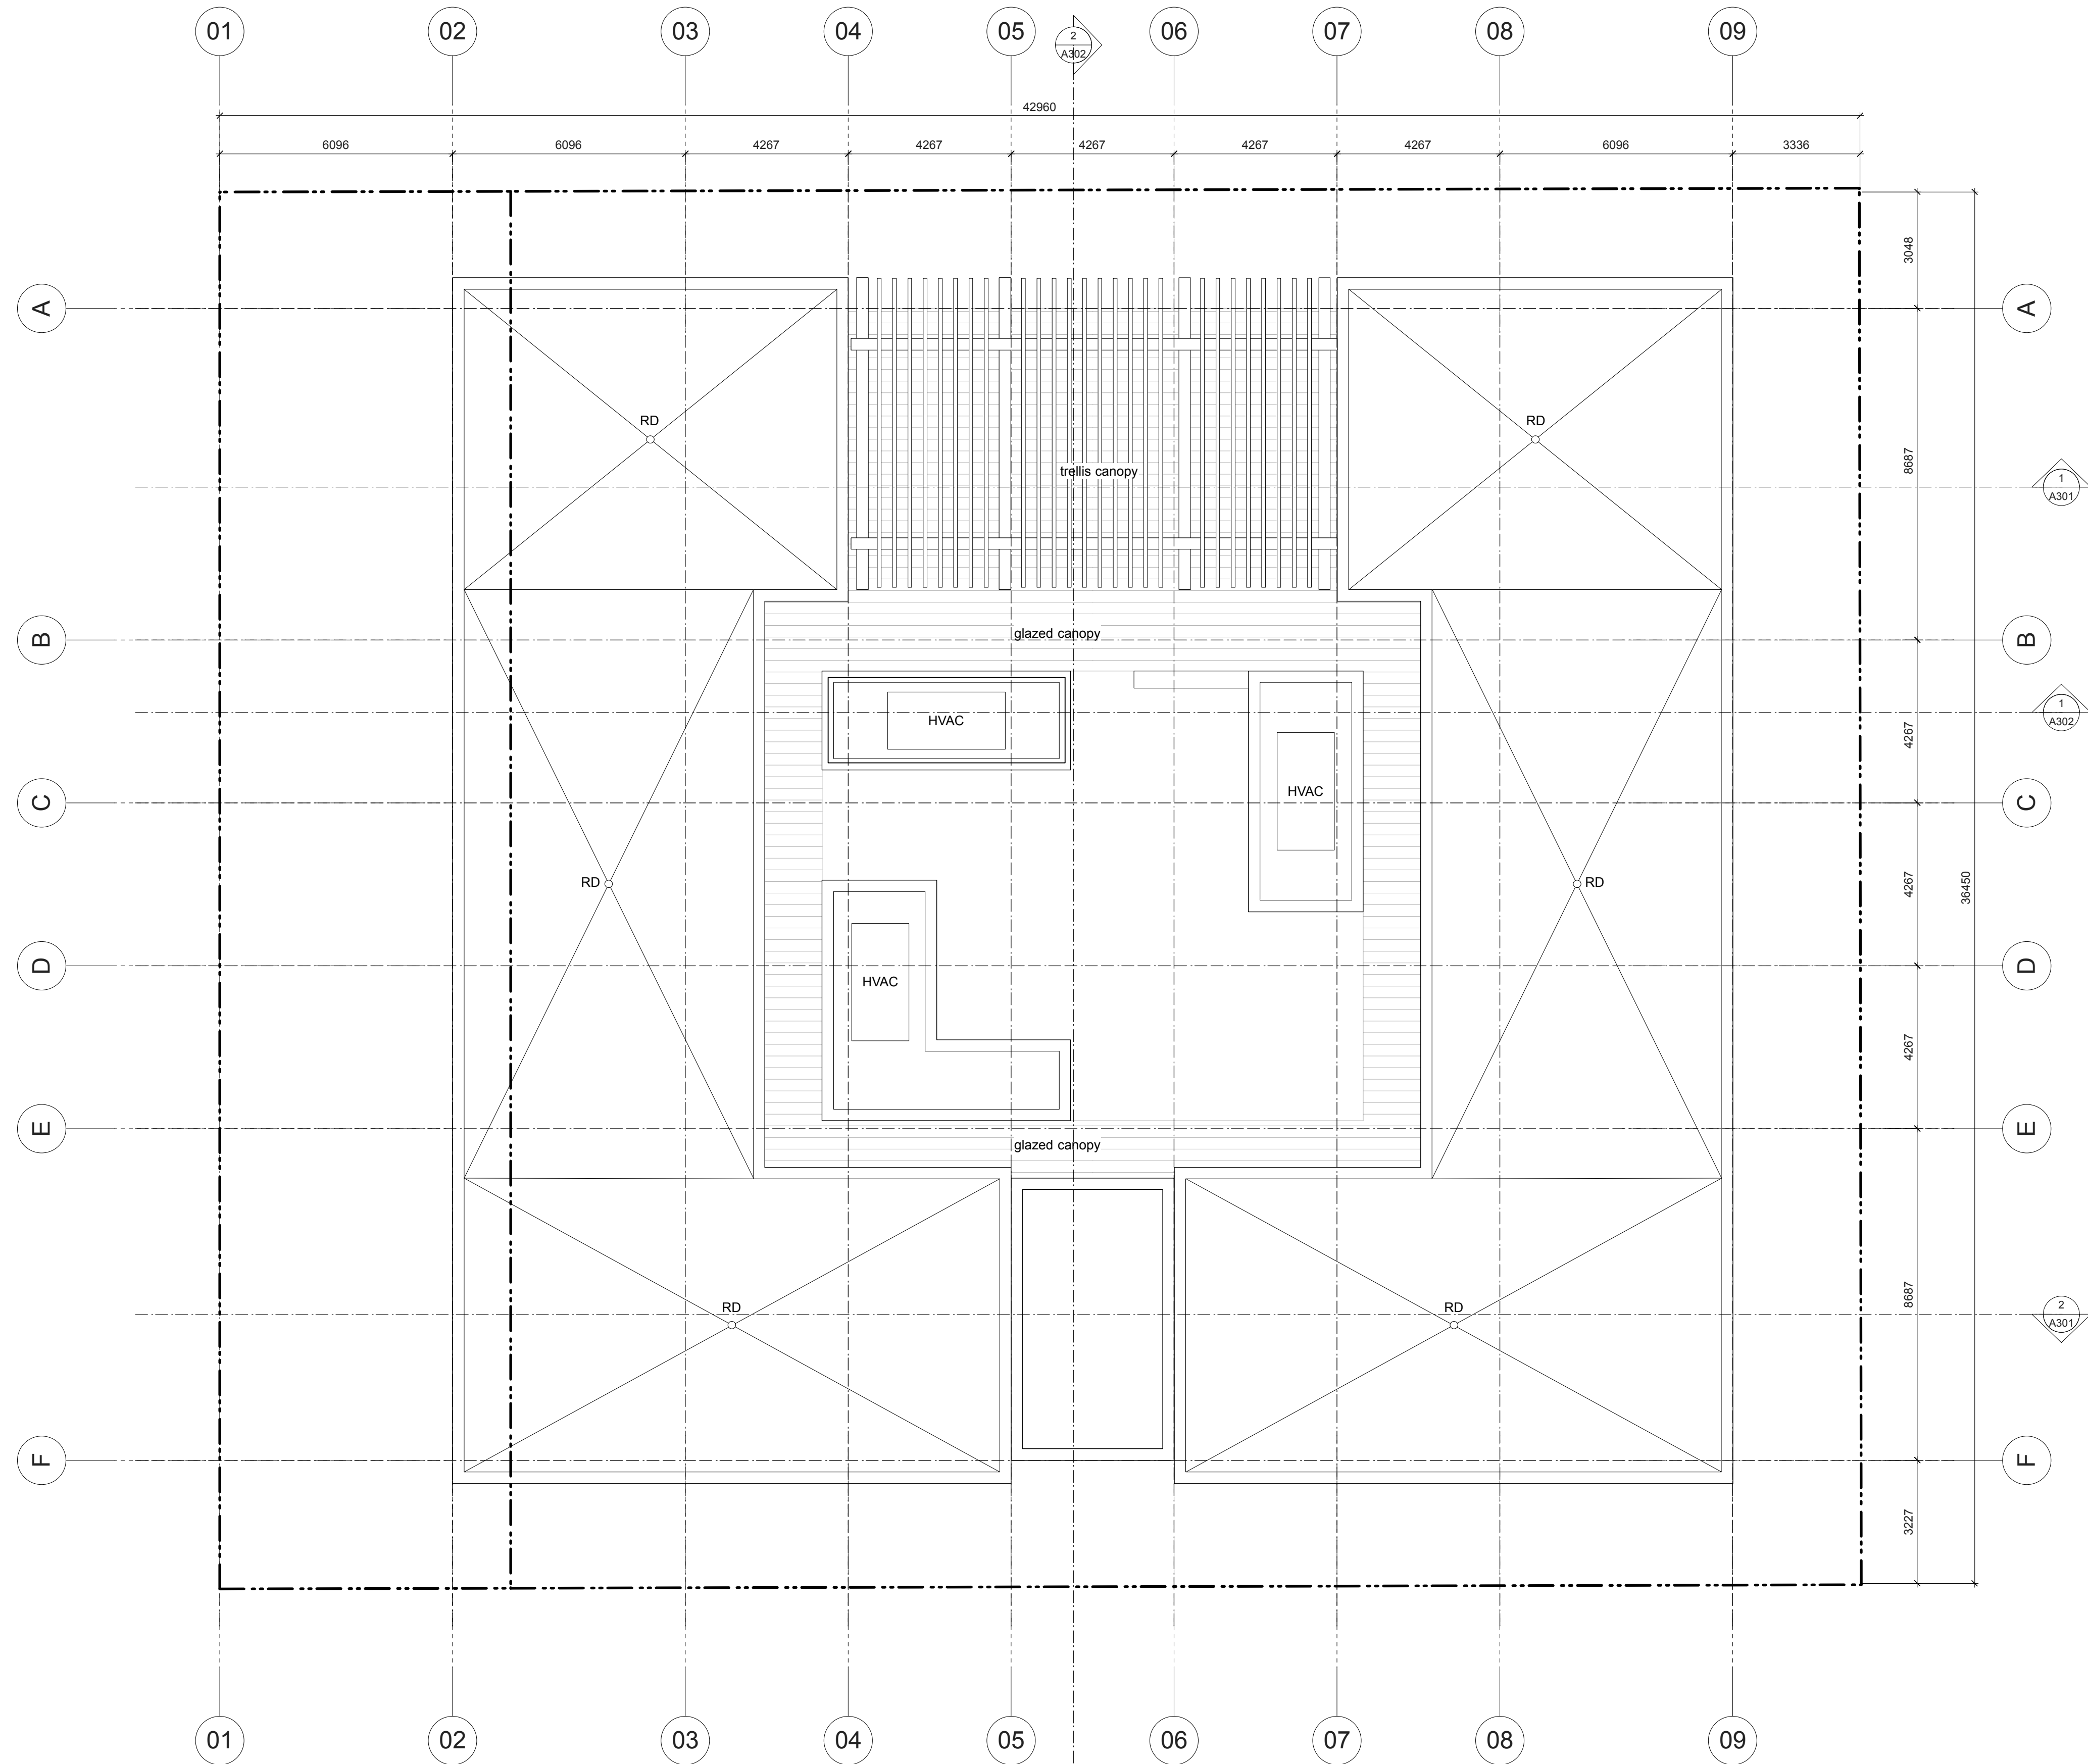 01 02 03 04 05 06 07 08 09
2
A302
42960
6096 6096 4267 4267 4267 4267 4267 6096 3336
3048
A A
RD RD
8687
trellis canopy
1
A301
glazed canopy
B B
HVAC
1
A302
4267
HVAC
C C
RD RD
4267
36450
D D
HVAC
4267
E E
glazed canopy
8687
RD RD
2
A301
F F
3227
01 02 03 04 05 06 07 08 09